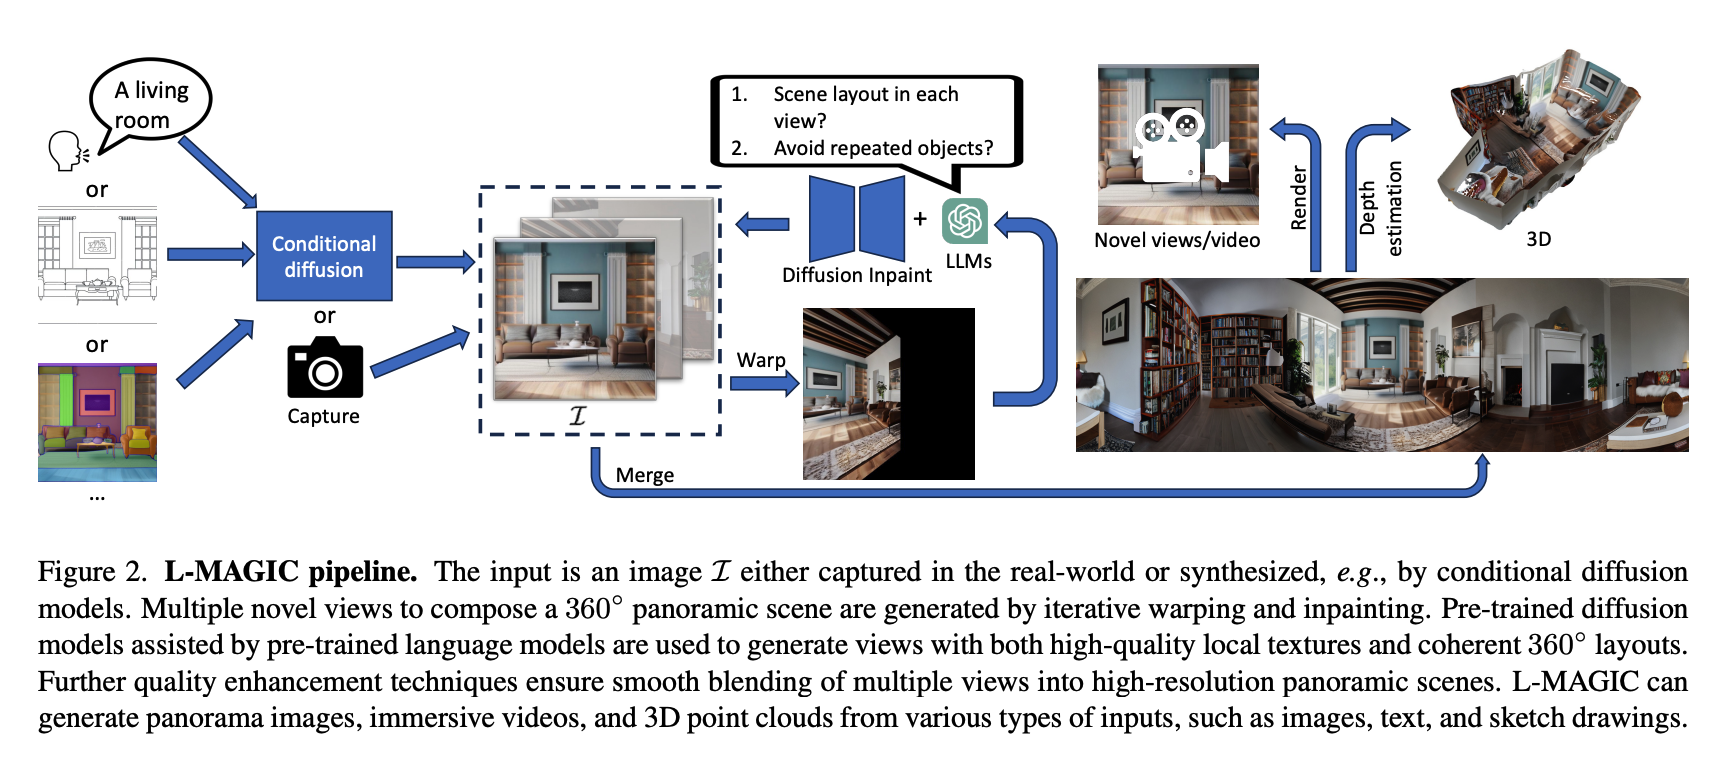 A living
room
or
or
...
Conditional
diffusion
or
Capture
1. Scene layout in each
view?
2. Avoid repeated objects?
+
Diffusion Inpaint
LLMs
ℐ
Warp
Merge
Novel views/video
Render
Depth
estimation
3D
Figure 2. L-MAGIC pipeline. The input is an image ℐ either captured in the real-world or synthesized, e.g., by conditional diffusion
models. Multiple novel views to compose a 360° panoramic scene are generated by iterative warping and inpainting. Pre-trained diffusion
models assisted by pre-trained language models are used to generate views with both high-quality local textures and coherent 360° layouts.
Further quality enhancement techniques ensure smooth blending of multiple views into high-resolution panoramic scenes. L-MAGIC can
generate panorama images, immersive videos, and 3D point clouds from various types of inputs, such as images, text, and sketch drawings.